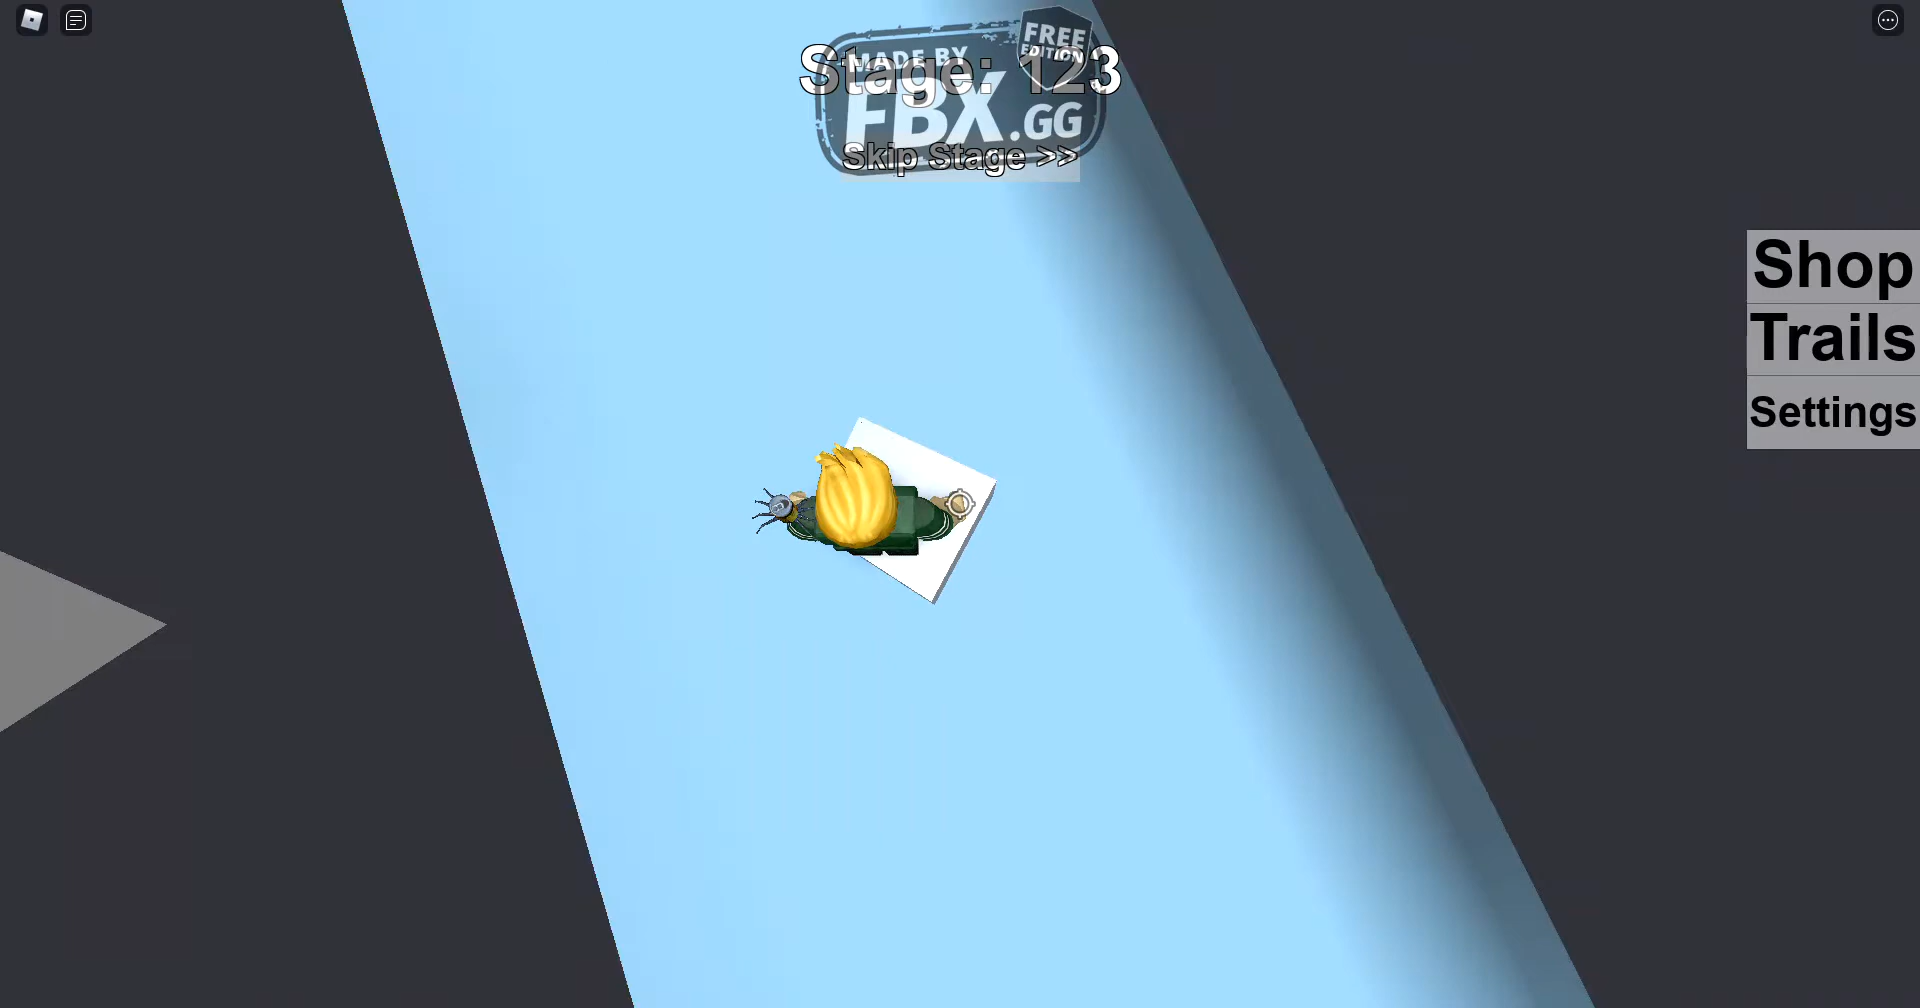 FREE
EDITION
MADE BY
Stage: 123
FBX.GG
Skip Stage >>
Shop
Trails
Settings